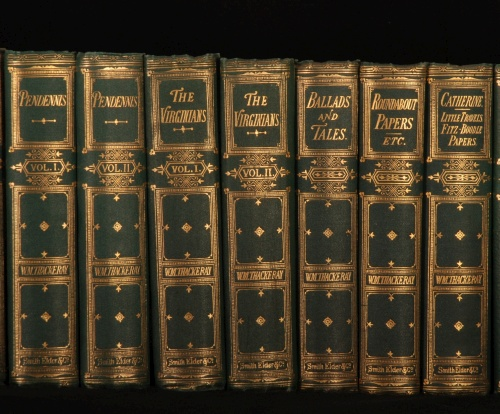 PENDENNIS
VOL. I.
W.M. THACKERAY
Smith Elder & Co.
PENDENNIS
VOL. II.
W.M. THACKERAY
Smith Elder & Co.
THE
VIRGINIANS
VOL. I.
W.M. THACKERAY
Smith Elder & Co.
THE
VIRGINIANS
VOL. II.
W.M. THACKERAY
Smith Elder & Co.
BALLADS
AND
TALES.
W.M. THACKERAY
Smith Elder & Co.
ROUNDABOUT
PAPERS
ETC.
W.M. THACKERAY
Smith Elder & Co.
CATHERINE.
LITTLE TRAVELS.
FITZ-BOODLE
PAPERS.
W.M. THACKERAY
Smith Elder & Co.